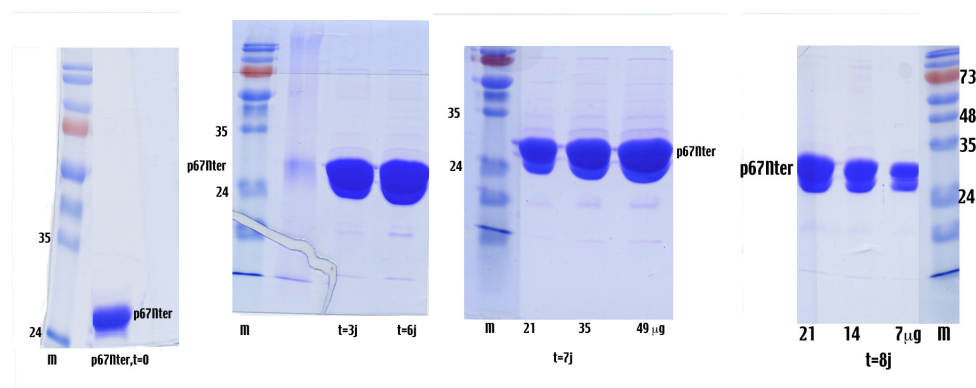 35
24
p67Nter
m
p67Nter,t=0
35
p67Nter
24
m
t=3j
t=6j
35
24
p67Nter
m
21
35
49 μg
t=7j
73
48
35
p67Nter
24
21
14
7μg
m
t=8j